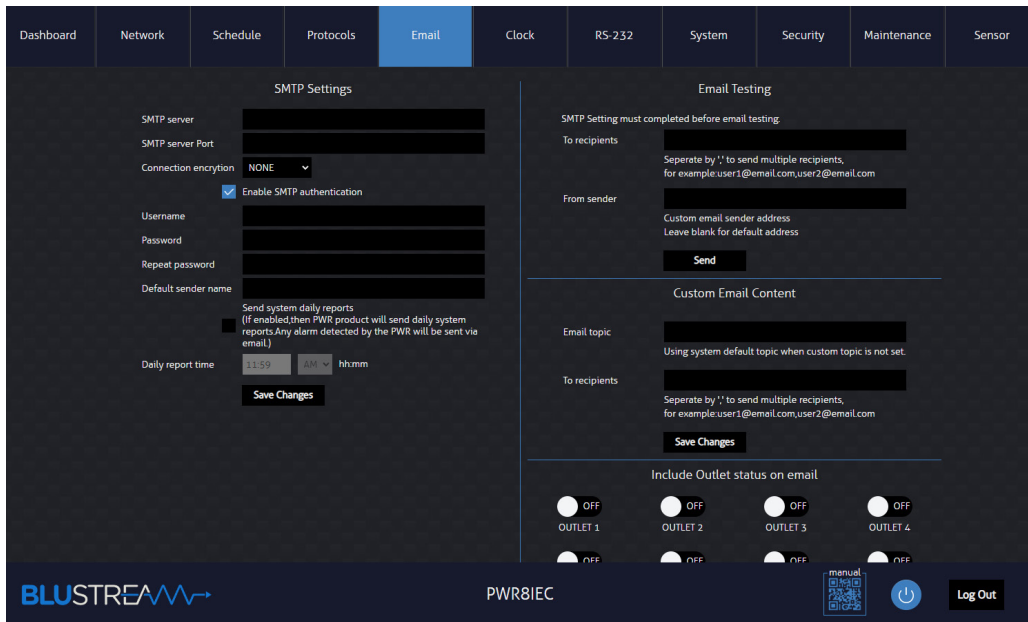 Dashboard
Network
Schedule
Protocols
Email
Clock
RS-232
System
Security
Maintenance
Sensor
SMTP Settings
SMTP server
SMTP server Port
Connection encrytion
NONE
Enable SMTP authentication
Username
Password
Repeat password
Default sender name
Send system daily reports
(If enabled,then PWR product will send daily system
reports.Any alarm detected by the PWR will be sent via
email.)
Daily report time
11:59
AM
hh:mm
Save Changes
Email Testing
SMTP Setting must completed before email testing.
To recipients
Seperate by ',' to send multiple recipients,
for example:user1@email.com,user2@email.com
From sender
Custom email sender address
Leave blank for default address
Send
Custom Email Content
Email topic
Using system default topic when custom topic is not set.
To recipients
Seperate by ',' to send multiple recipients,
for example:user1@email.com,user2@email.com
Save Changes
Include Outlet status on email
OFF
OFF
OFF
OFF
OUTLET 1
OUTLET 2
OUTLET 3
OUTLET 4
OFF
OFF
OFF
OFF
BLUSTREAM
PWR8IEC
manual
Log Out